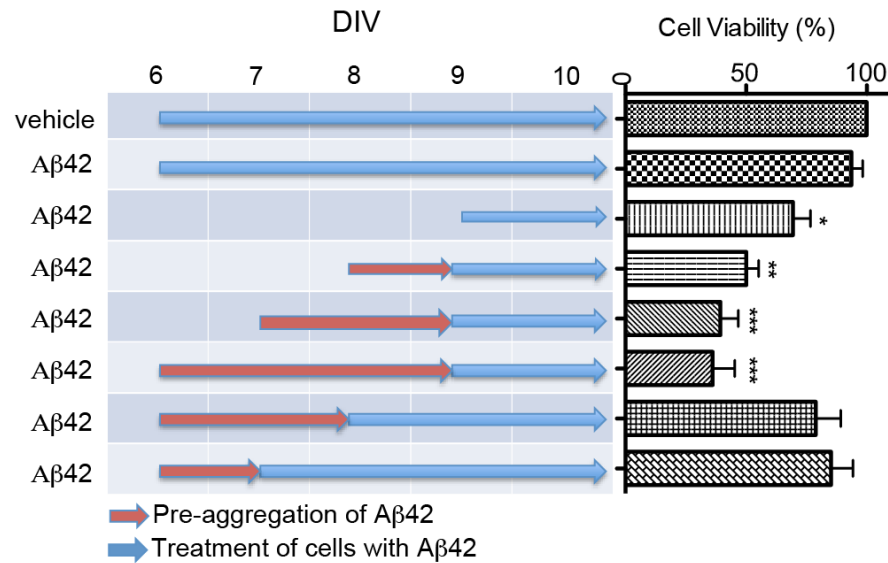 DIV
Cell Viability (%)
6 7 8 9 10
0 50 100
vehicle
Aβ42
Aβ42 *
Aβ42 **
Aβ42 ***
Aβ42 ***
Aβ42
Aβ42
Pre-aggregation of Aβ42
Treatment of cells with Aβ42